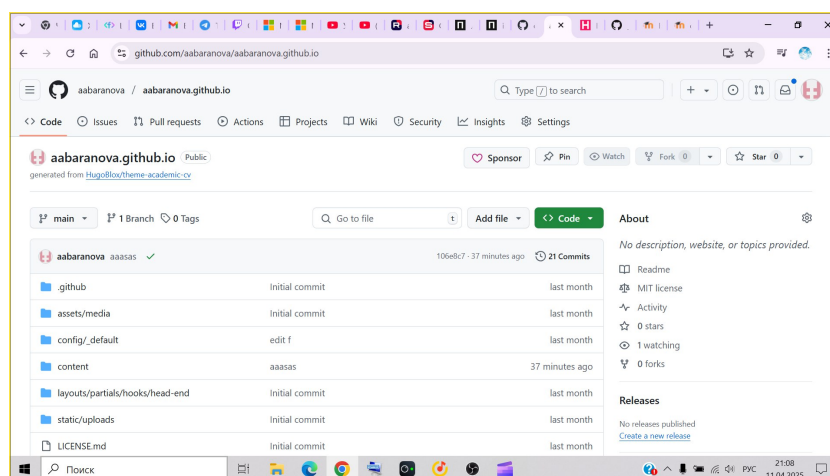 github.com/aabaranova/aabaranova.github.io
aabaranova / aabaranova.github.io
Type / to search
<> Code Issues Pull requests Actions Projects Wiki Security Insights Settings
aabaranova.github.io Public
Sponsor Pin Watch Fork 0 Star 0
generated from HugoBlox/theme-academic-cv
main 1 Branch 0 Tags Go to file t Add file <> Code
About
No description, website, or topics provided.
aabaranova aaasas 106e8c7 · 37 minutes ago 21 Commits
Readme
MIT license
Activity
0 stars
1 watching
0 forks
.github Initial commit last month
assets/media Initial commit last month
config/_default edit f last month
content aaasas 37 minutes ago
layouts/partials/hooks/head-end Initial commit last month
static/uploads Initial commit last month
LICENSE.md Initial commit last month
Releases
No releases published
Create a new release
Поиск
РУС
21:08
11.04.2025